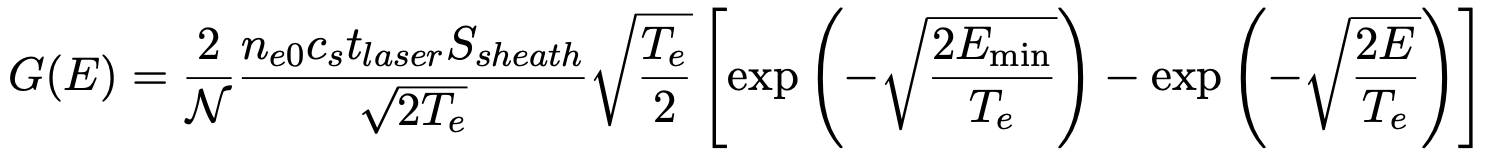 G(E) = \frac{2}{\mathcal{N}} \frac{n_{e0} c_s t_{laser} S_{sheath}}{\sqrt{2T_e}} \sqrt{\frac{T_e}{2}} \left[ \exp\left( -\sqrt{\frac{2E_{\min}}{T_e}} \right) - \exp\left( -\sqrt{\frac{2E}{T_e}} \right) \right]